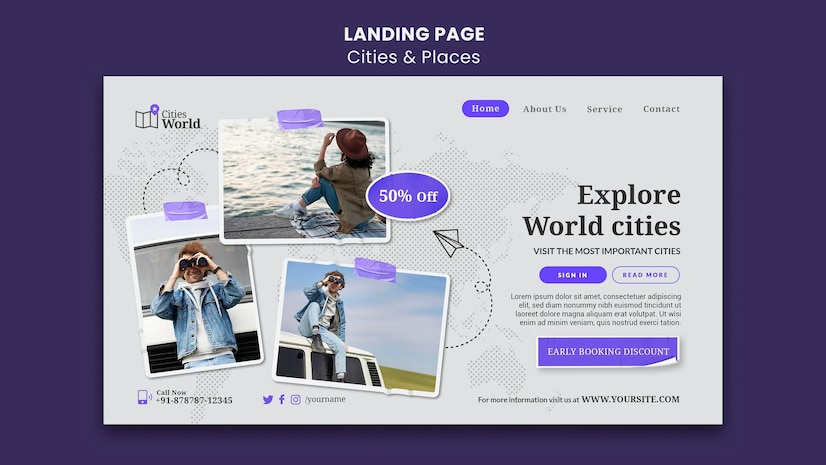 LANDING PAGE
Cities & Places
Cities
World
Home
About Us
Service
Contact
50% Off
Explore
World cities
VISIT THE MOST IMPORTANT CITIES
SIGN IN
READ MORE
Lorem ipsum dolor sit amet, consectetuer adipiscing
elit, sed diam nonummy nibh euismod tincidunt ut
laoreet dolore magna aliquam erat volutpat. Ut wisi
enim ad minim veniam, quis nostrud exerci tation.
EARLY BOOKING DISCOUNT
Call Now
+91-878787-12345
/yourname
For more information visit us at WWW.YOURSITE.COM